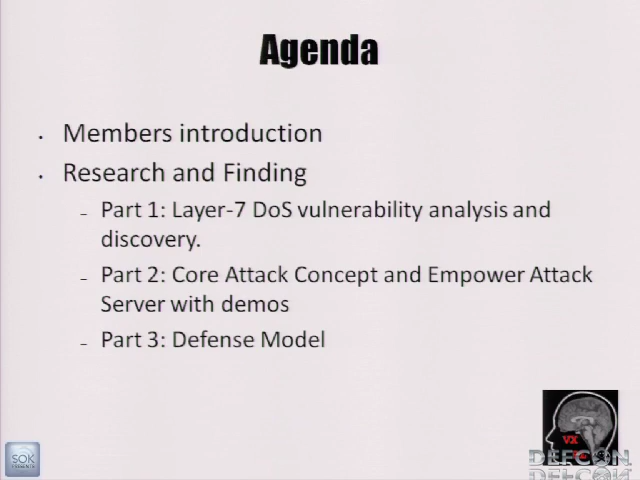 Agenda
• Members introduction
• Research and Finding
– Part 1: Layer-7 DoS vulnerability analysis and
discovery.
– Part 2: Core Attack Concept and Empower Attack
Server with demos
– Part 3: Defense Model
VX
DEFCON
SOK